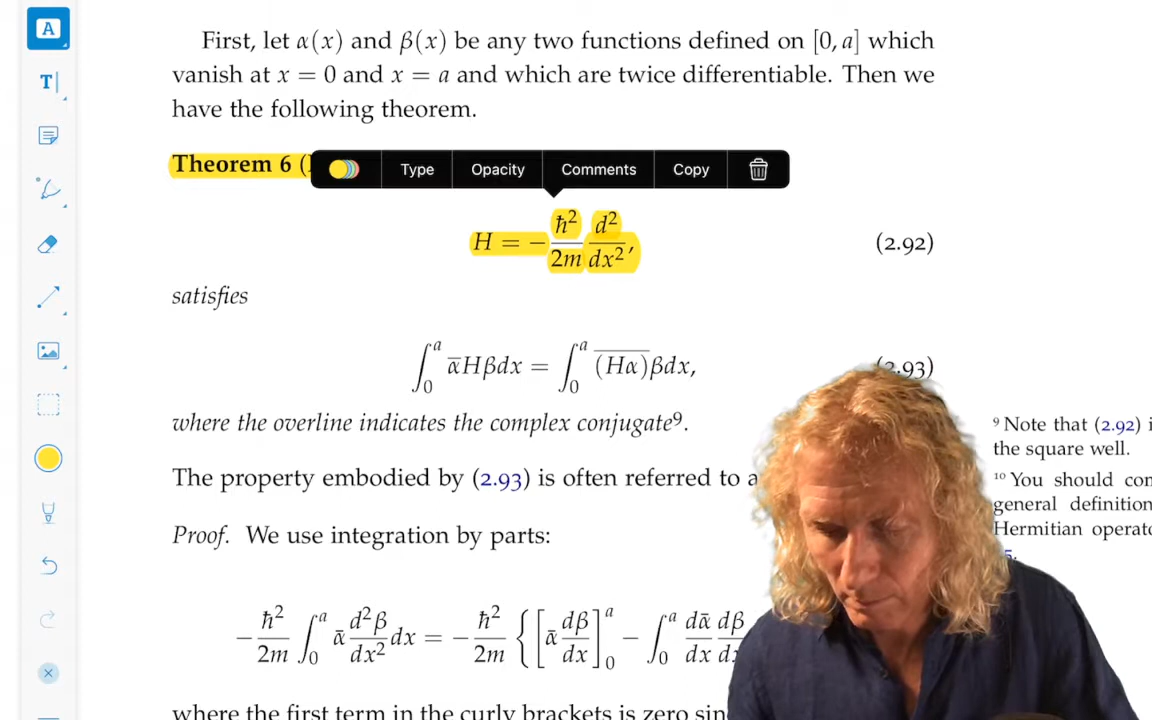 First, let α(x) and β(x) be any two functions defined on [0, a] which
vanish at x = 0 and x = a and which are twice differentiable. Then we
have the following theorem.
Theorem 6 (
Type Opacity Comments Copy
H = − ħ²/2m d²/dx², (2.92)
satisfies
∫₀ᵃ ᾱHβdx = ∫₀ᵃ \overline{(Hα)}βdx, (2.93)
where the overline indicates the complex conjugate⁹.
The property embodied by (2.93) is often referred to a
Proof. We use integration by parts:
− ħ²/2m ∫₀ᵃ ᾱ d²β/dx² dx = − ħ²/2m { [ᾱ dβ/dx]₀ᵃ − ∫₀ᵃ dᾱ/dx dβ/d
where the first term in the curly brackets is zero sin
⁹ Note that (2.92) i
the square well.
¹⁰ You should con
general definition
Hermitian operato
5.
A
T